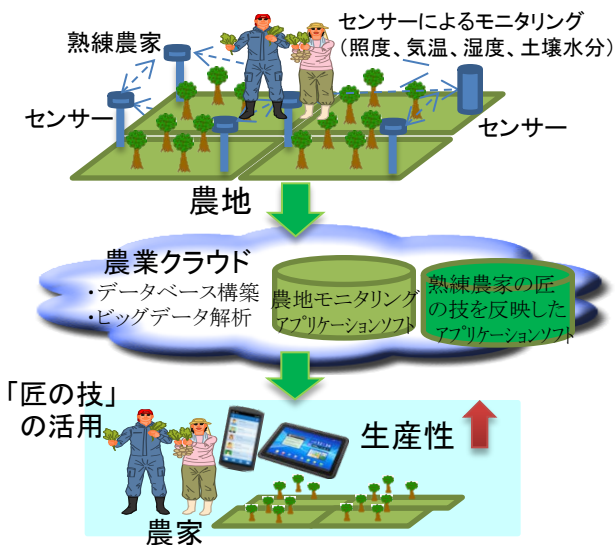 センサーによるモニタリング
(照度、気温、湿度、土壌水分)
熟練農家
センサー
センサー
農地
農業クラウド
・データベース構築
・ビッグデータ解析
農地モニタリング
アプリケーションソフト
熟練農家の匠
の技を反映した
アプリケーションソフト
「匠の技」
の活用
生産性
農家